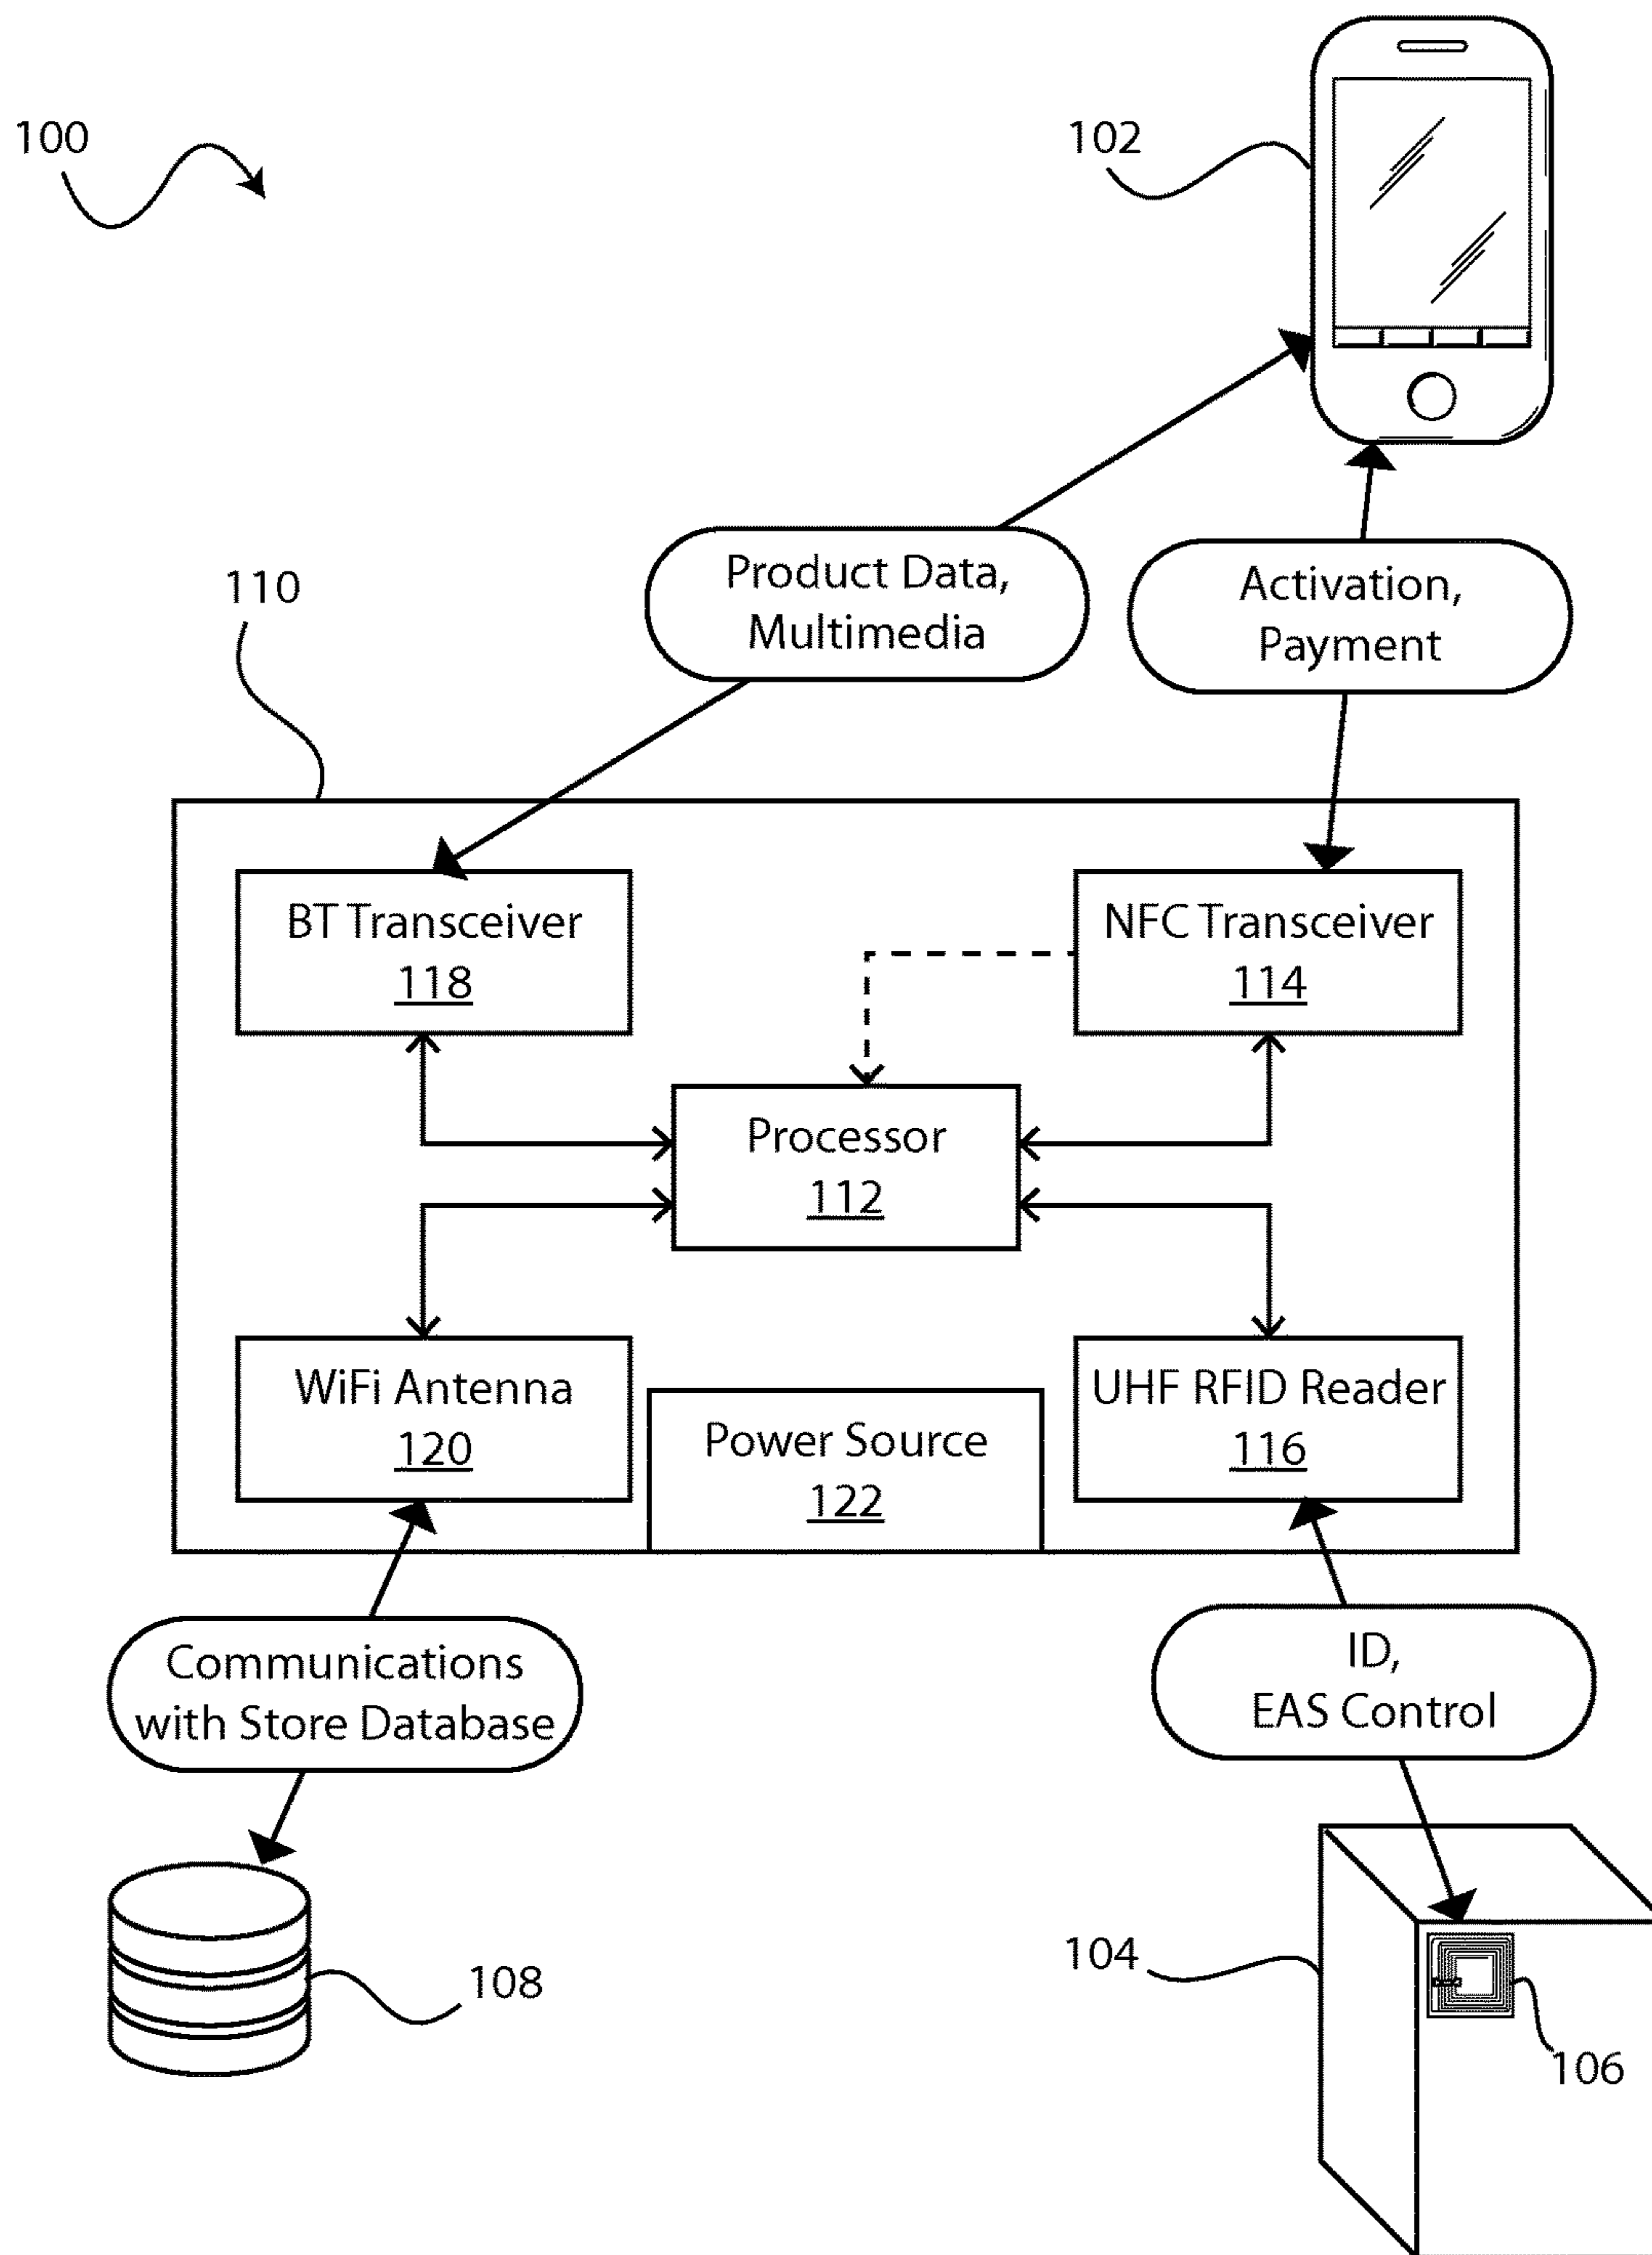 100
102
110
Product Data,
Multimedia
Activation,
Payment
BT Transceiver
118
NFC Transceiver
114
Processor
112
WiFi Antenna
120
Power Source
122
UHF RFID Reader
116
Communications
with Store Database
ID,
EAS Control
108
104
106